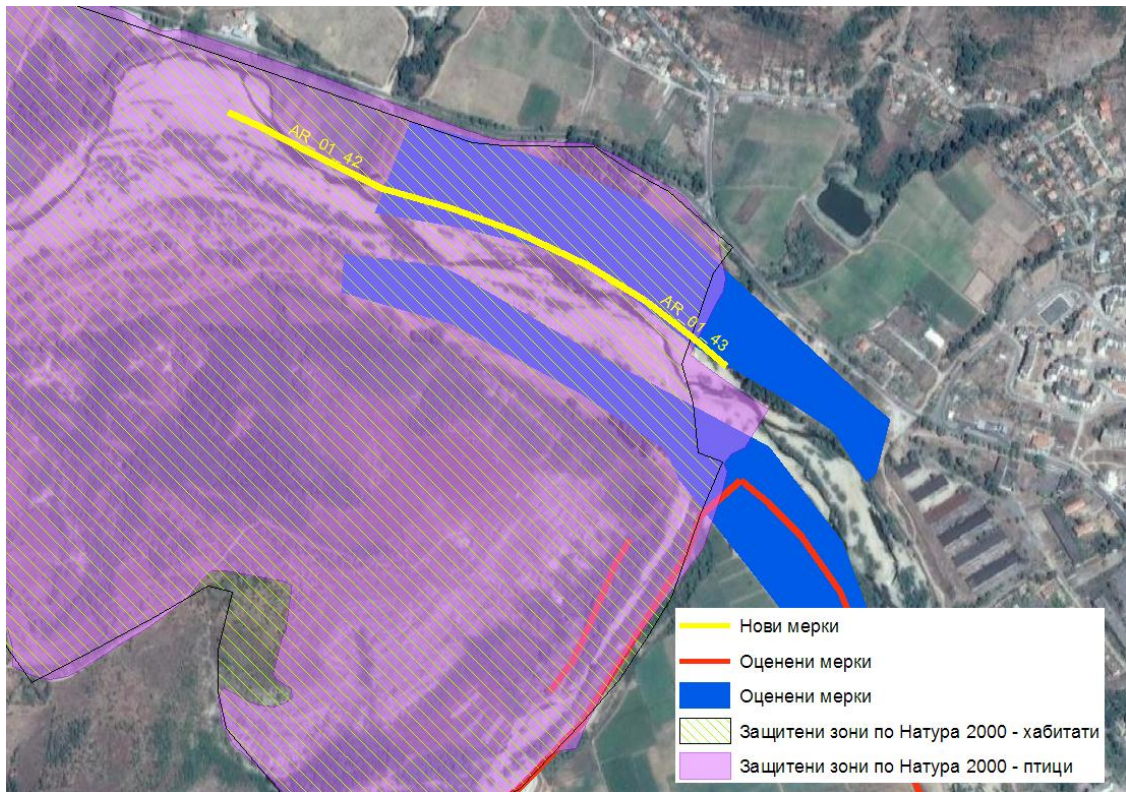 AR_01_42
AR_01_43
Нови мерки
Оценени мерки
Оценени мерки
Защитени зони по Натура 2000 - хабитати
Защитени зони по Натура 2000 - птици